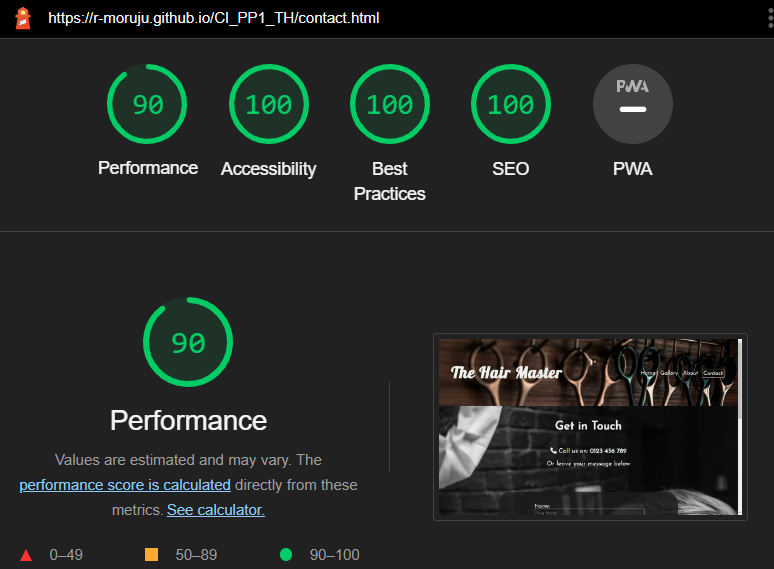 https://r-moruju.github.io/CI_PP1_TH/contact.html
90
100
100
100
PWA
Performance
Accessibility
Best
Practices
SEO
PWA
90
Performance
Values are estimated and may vary. The
performance score is calculated directly from these
metrics. See calculator.
0–49
50–89
90–100
The Hair Master
Home Gallery About Contact
Get in Touch
Call us on: 0123 456 789
Or leave your message below
Name:
Your Name